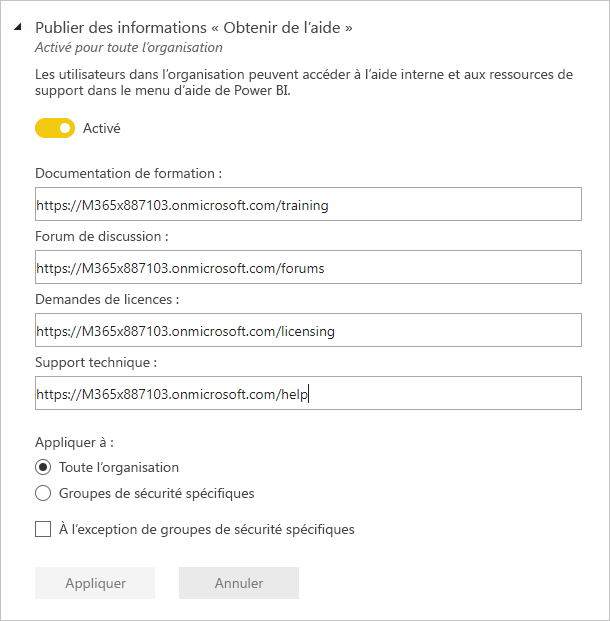 Publier des informations « Obtenir de l’aide »
Activé pour toute l’organisation
Les utilisateurs dans l’organisation peuvent accéder à l’aide interne et aux ressources de
support dans le menu d’aide de Power BI.
Activé
Documentation de formation :
https://M365x887103.onmicrosoft.com/training
Forum de discussion :
https://M365x887103.onmicrosoft.com/forums
Demandes de licences :
https://M365x887103.onmicrosoft.com/licensing
Support technique :
https://M365x887103.onmicrosoft.com/help
Appliquer à :
Toute l’organisation
Groupes de sécurité spécifiques
À l’exception de groupes de sécurité spécifiques
Appliquer
Annuler